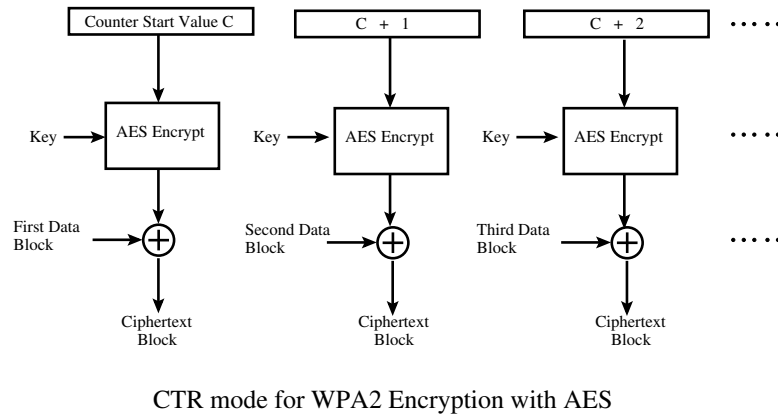 Counter Start Value C
C + 1
C + 2
Key
AES Encrypt
Key
AES Encrypt
Key
AES Encrypt
First Data
Block
Second Data
Block
Third Data
Block
Ciphertext
Block
Ciphertext
Block
Ciphertext
Block
CTR mode for WPA2 Encryption with AES